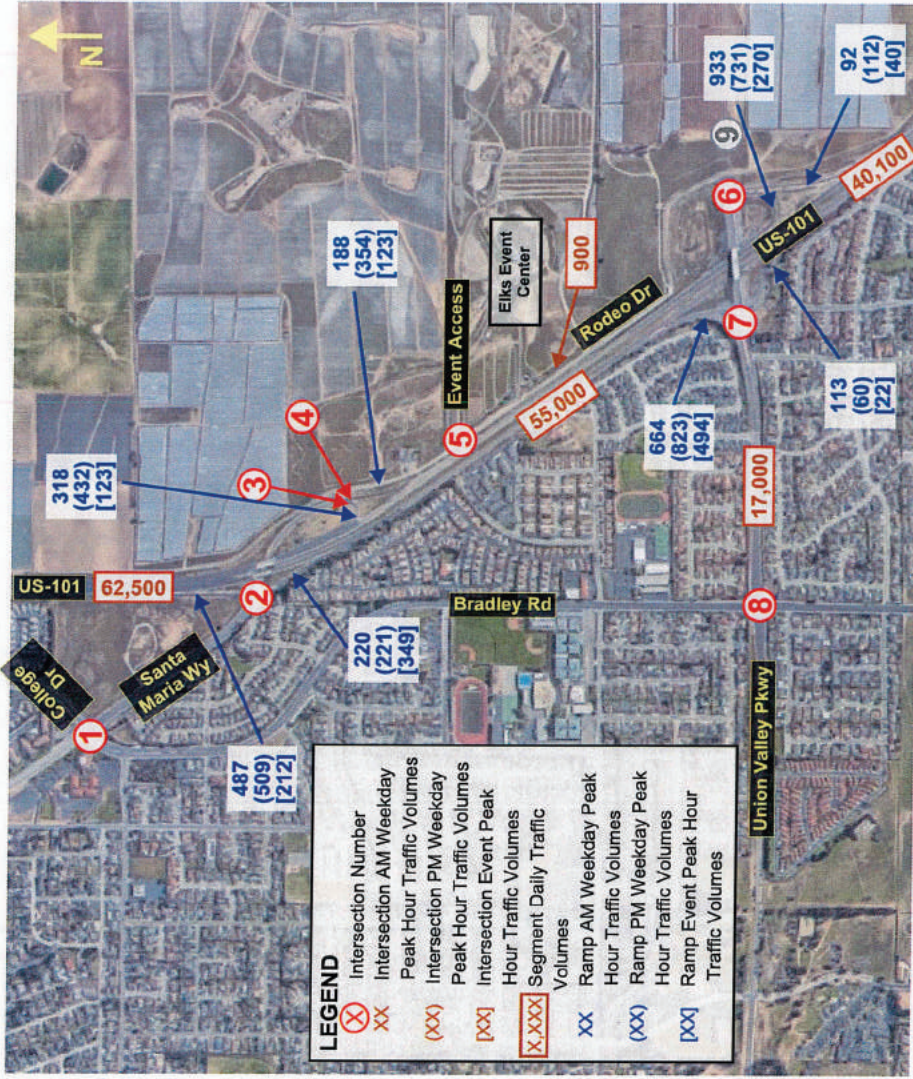 N
US-101
62,500
College
Dr
1
Santa
Maria Wy
2
487
(509)
[212]
220
(221)
[349]
318
(432)
[123]
3
4
188
(354)
[123]
Event Access
5
Elks Event
Center
900
Rodeo Dr
55,000
Bradley Rd
664
(823)
[494]
17,000
7
6
9
933
(731)
[270]
92
(112)
[40]
US-101
40,100
113
(60)
[22]
8
Union Valley Pkwy
LEGEND
X Intersection Number
XX Intersection AM Weekday
Peak Hour Traffic Volumes
(XX) Intersection PM Weekday
Peak Hour Traffic Volumes
[XX] Intersection Event Peak
Hour Traffic Volumes
X,XXX Segment Daily Traffic
Volumes
XX Ramp AM Weekday Peak
Hour Traffic Volumes
(XX) Ramp PM Weekday Peak
Hour Traffic Volumes
[XX] Ramp Event Peak Hour
Traffic Volumes